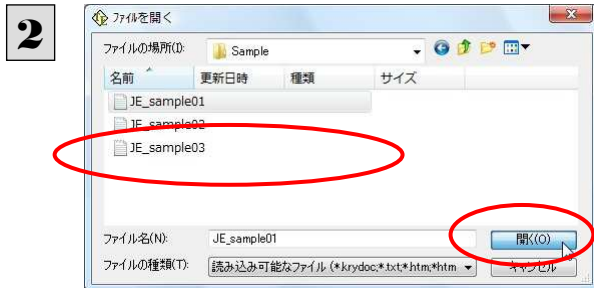 2
ファイルを開く
ファイルの場所(I):
Sample
名前
更新日時
種類
サイズ
JE_sample01
JE_sample02
JE_sample03
ファイル名(N):
JE_sample01
開く(O)
ファイルの種類(T):
読み込み可能なファイル (*krydoc;*.txt;*htm;*htm
キャンセル